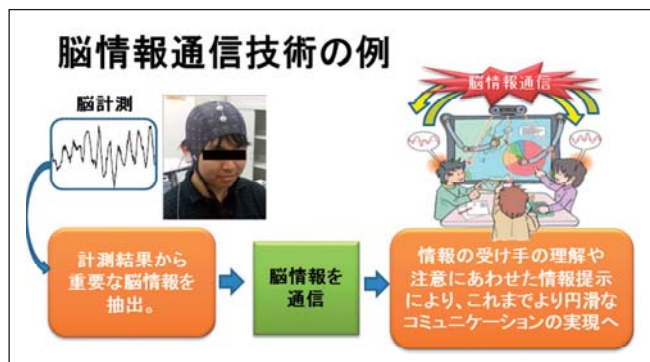 脳情報通信技術の例
脳計測
脳情報通信
計測結果から
重要な脳情報を
抽出。
脳情報を
通信
情報の受け手の理解や
注意にあわせた情報提示
により、これまでより円滑な
コミュニケーションの実現へ